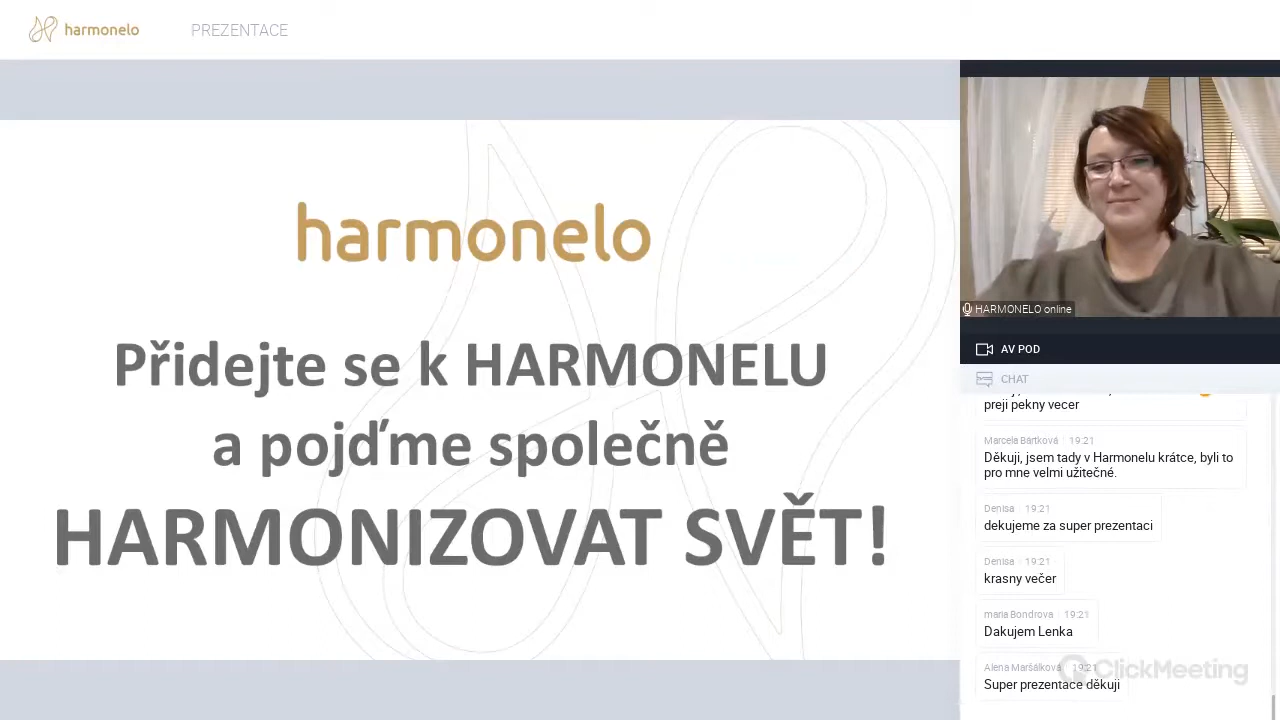 harmonelo
PREZENTACE
harmonelo
Přidejte se k HARMONELU
a pojďme společně
HARMONIZOVAT SVĚT!
HARMONELO online
AV POD
CHAT
preji pekny vecer
Marcela Bártková 19:21
Děkuji, jsem tady v Harmonelu krátce, byli to
pro mne velmi užitečné.
Denisa 19:21
dekujeme za super prezentaci
Denisa 19:21
krasny večer
maria Bondrova 19:21
Dakujem Lenka
Alena Maršálková 19:21
Super prezentace děkuji
ClickMeeting